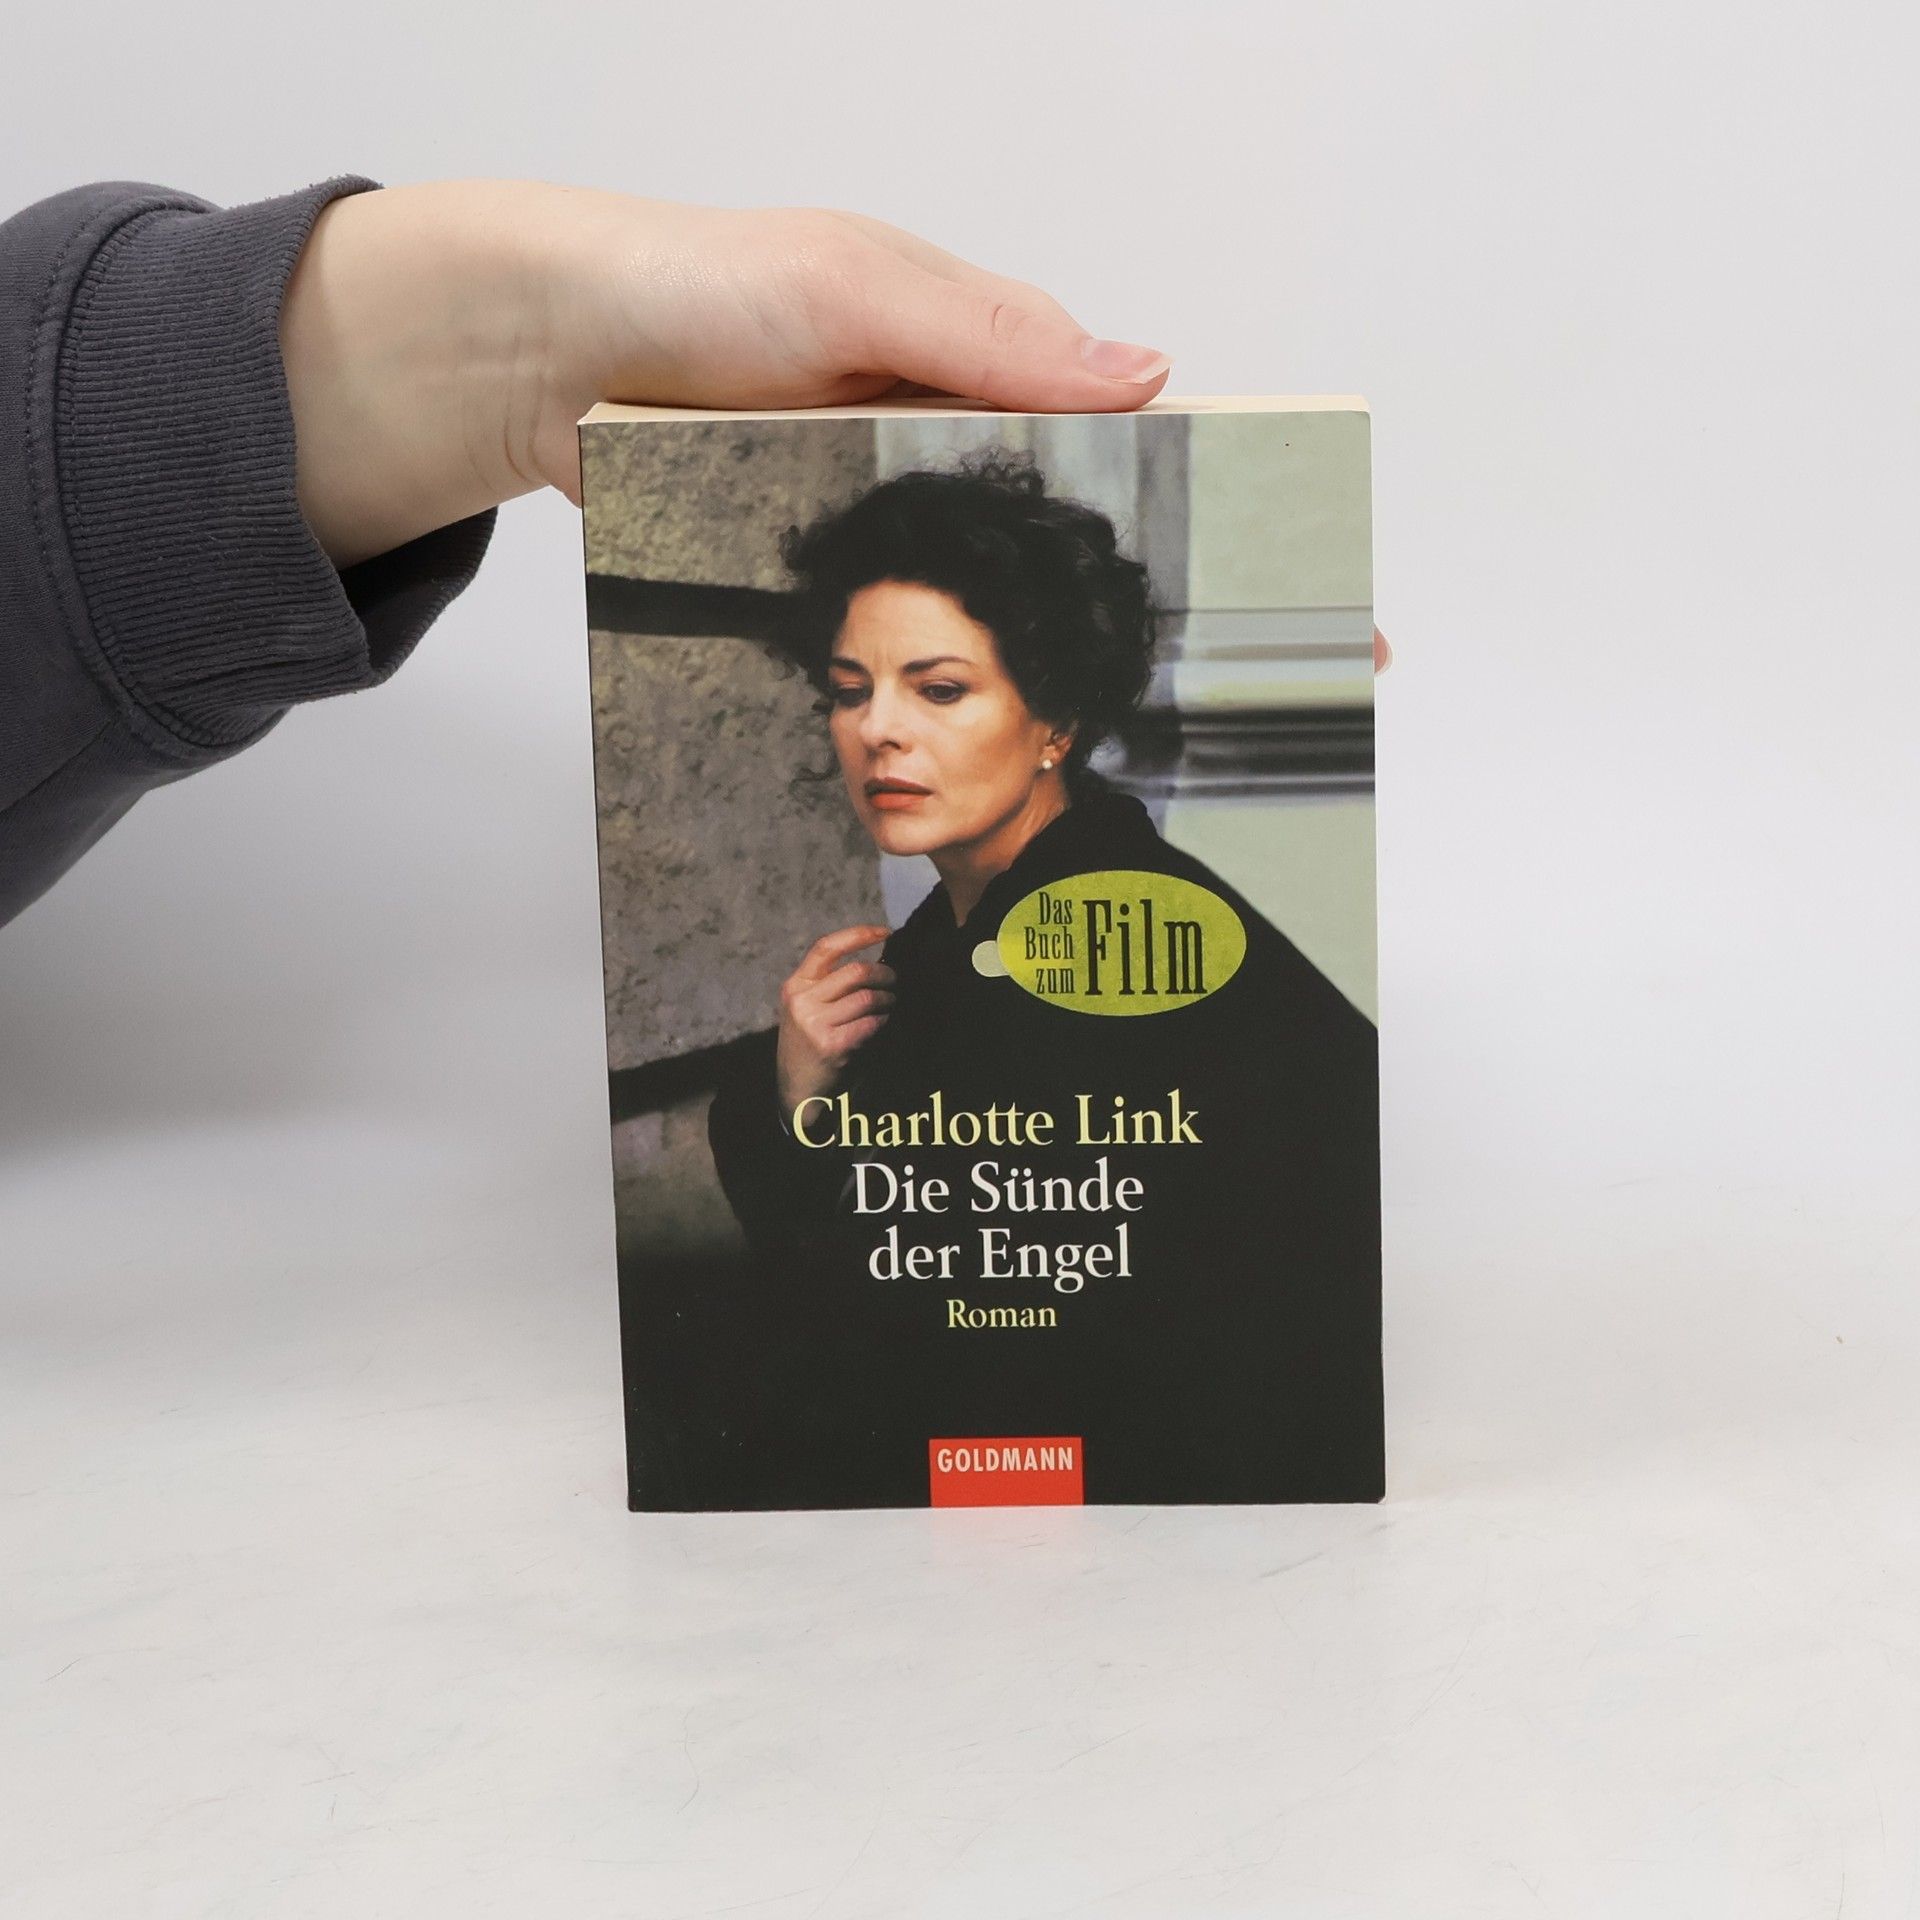 Das
Buch
zum
Film
Charlotte Link
Die Sünde
der Engel
Roman
GOLDMANN